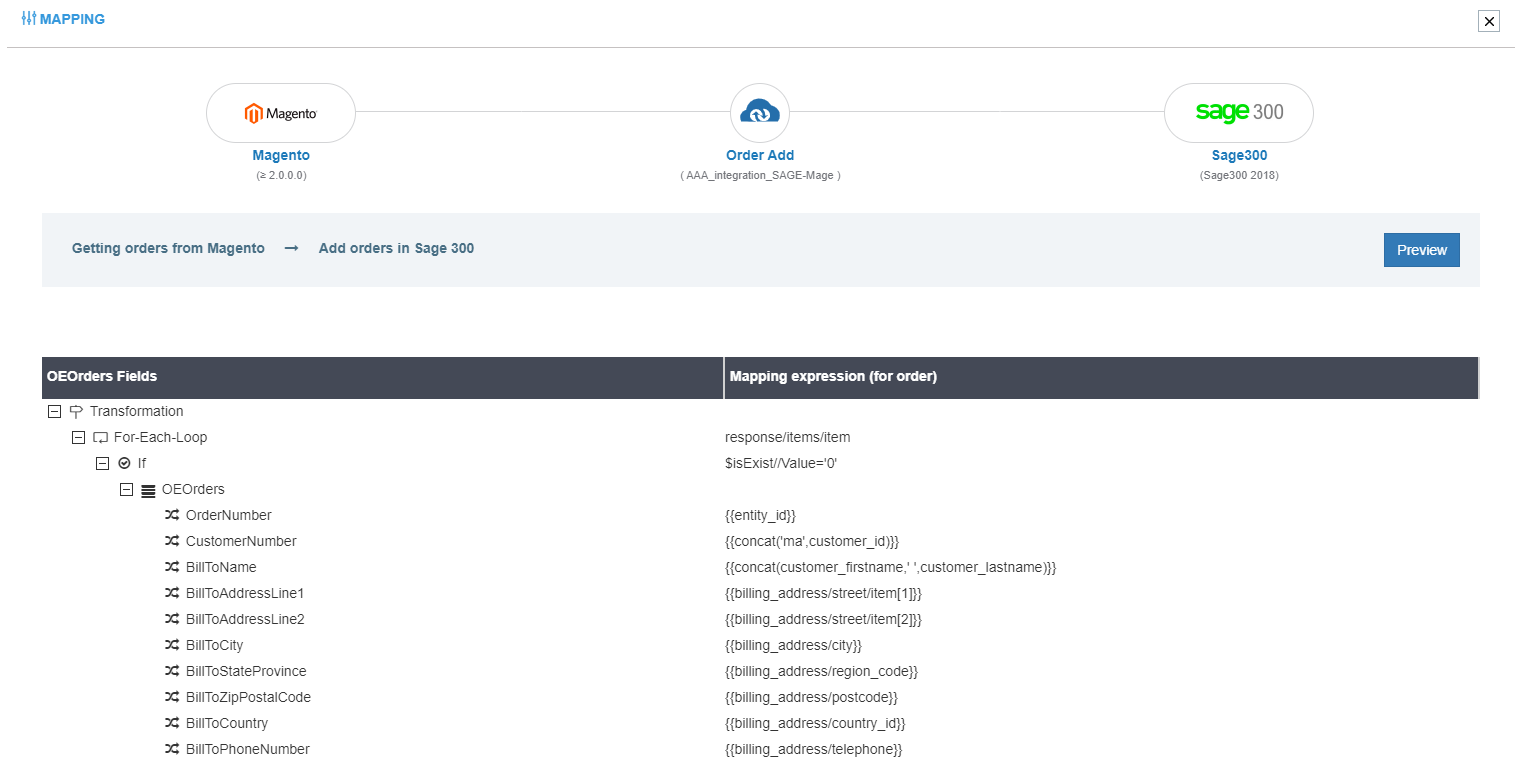 MAPPING
Magento
sage 300
Magento
Order Add
Sage300
(≥ 2.0.0.0)
( AAA_integration_SAGE-Mage )
(Sage300 2018)
Getting orders from Magento → Add orders in Sage 300
Preview
OEOrders Fields Mapping expression (for order)
Transformation
For-Each-Loop response/items/item
If $isExist//Value='0'
OEOrders
OrderNumber {{entity_id}}
CustomerNumber {{concat('ma',customer_id)}}
BillToName {{concat(customer_firstname,' ',customer_lastname)}}
BillToAddressLine1 {{billing_address/street/item[1]}}
BillToAddressLine2 {{billing_address/street/item[2]}}
BillToCity {{billing_address/city}}
BillToStateProvince {{billing_address/region_code}}
BillToZipPostalCode {{billing_address/postcode}}
BillToCountry {{billing_address/country_id}}
BillToPhoneNumber {{billing_address/telephone}}